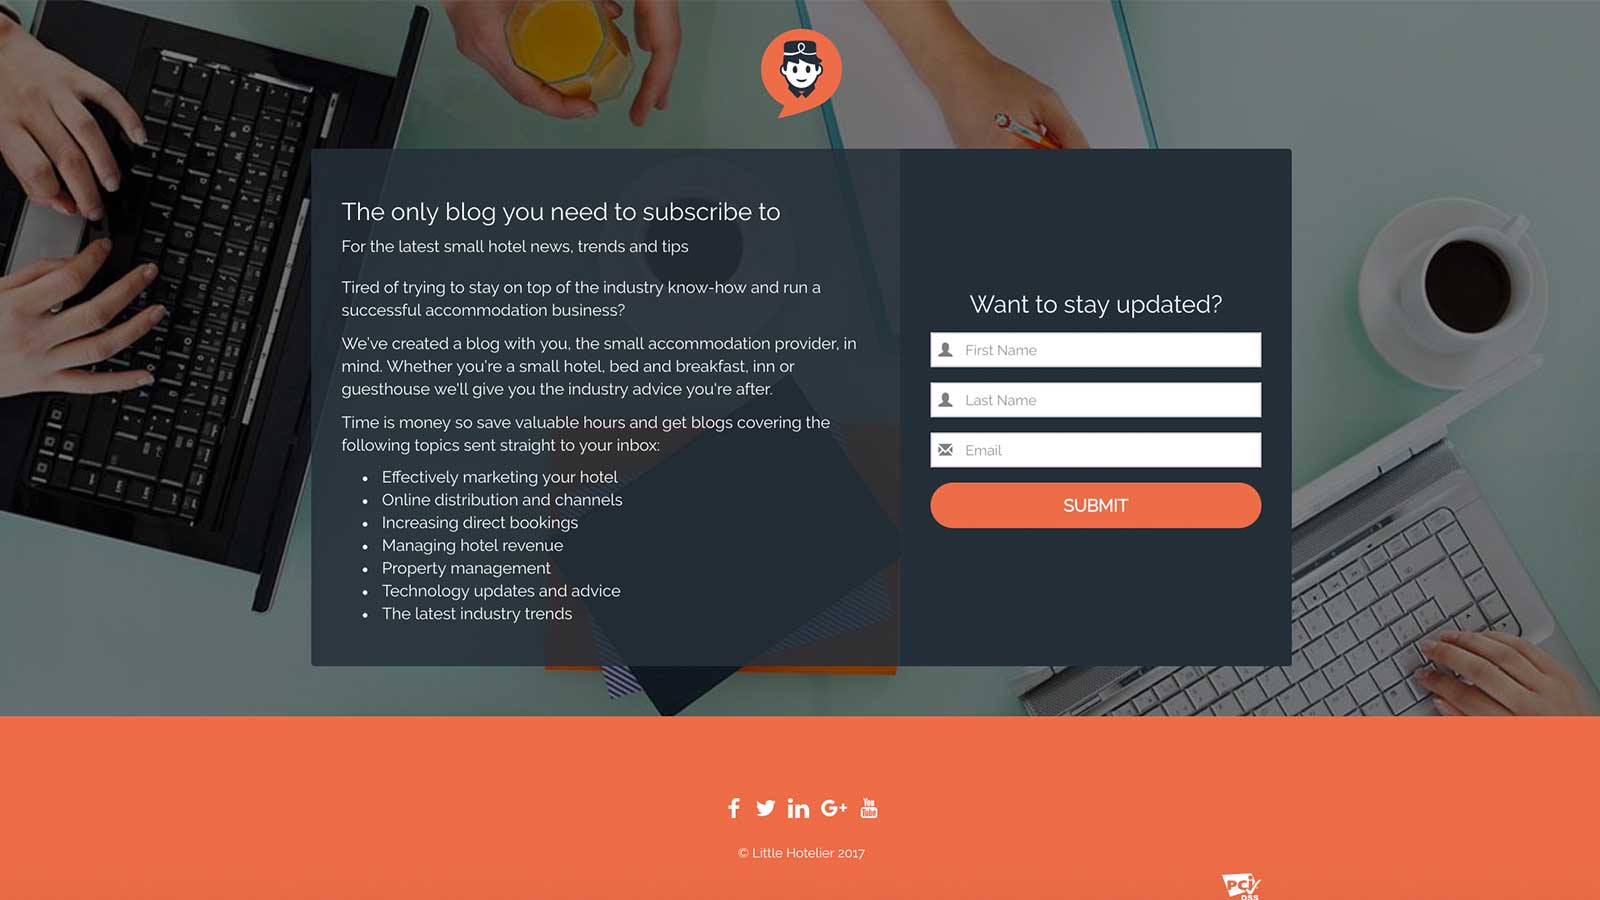 The only blog you need to subscribe to
For the latest small hotel news, trends and tips
Tired of trying to stay on top of the industry know-how and run a
successful accommodation business?
We've created a blog with you, the small accommodation provider, in
mind. Whether you're a small hotel, bed and breakfast, inn or
guesthouse we'll give you the industry advice you're after.
Time is money so save valuable hours and get blogs covering the
following topics sent straight to your inbox:
• Effectively marketing your hotel
• Online distribution and channels
• Increasing direct bookings
• Managing hotel revenue
• Property management
• Technology updates and advice
• The latest industry trends
Want to stay updated?
First Name
Last Name
Email
SUBMIT
f in G+ You Tube
© Little Hotelier 2017
PCI
DSS